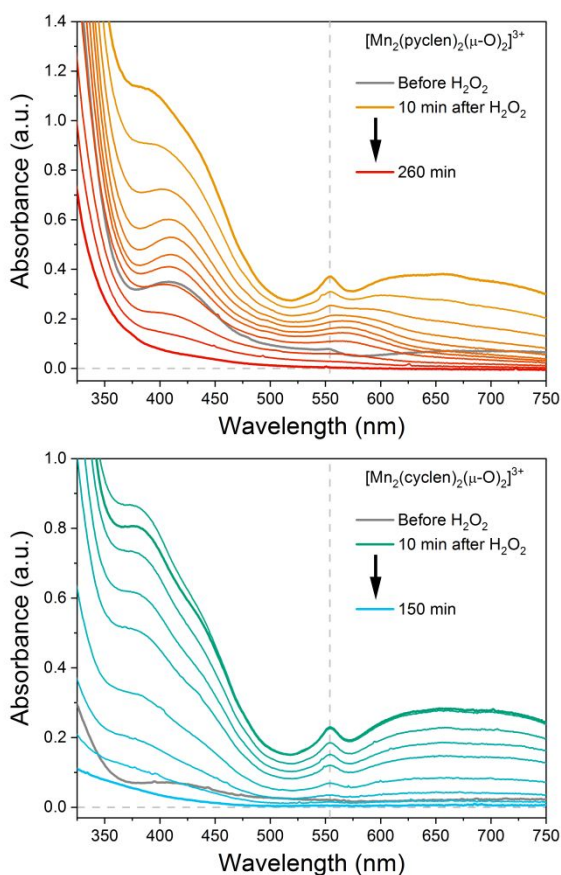 [Mn₂(pyclen)₂(μ-O)₂]³⁺
Before H₂O₂
10 min after H₂O₂
260 min
Absorbance (a.u.)
1.4
1.2
1.0
0.8
0.6
0.4
0.2
0.0
325 350 400 450 500 550 600 650 700 750
Wavelength (nm)
[Mn₂(cyclen)₂(μ-O)₂]³⁺
Before H₂O₂
10 min after H₂O₂
150 min
Absorbance (a.u.)
1.0
0.8
0.6
0.4
0.2
0.0
350 400 450 500 550 600 650 700 750
Wavelength (nm)